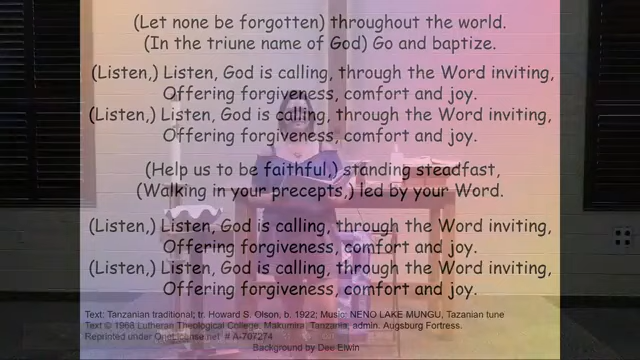 (Let none be forgotten) throughout the world.
(In the triune name of God) Go and baptize.
(Listen,) Listen, God is calling, through the Word inviting,
Offering forgiveness, comfort and joy.
(Listen,) Listen, God is calling, through the Word inviting,
Offering forgiveness, comfort and joy.
(Help us to be faithful,) standing steadfast,
(Walking in your precepts,) led by your Word.
(Listen,) Listen, God is calling, through the Word inviting,
Offering forgiveness, comfort and joy.
(Listen,) Listen, God is calling, through the Word inviting,
Offering forgiveness, comfort and joy.
Text: Tanzanian traditional; tr. Howard S. Olson, b. 1922; Music: NENO LAKE MUNGU, Tazanian tune
Text © 1968 Lutheran Theological College, Makumira, Tanzania, admin. Augsburg Fortress.
Reprinted under OneLicense.net # A-707274
Background by Dee Elwin